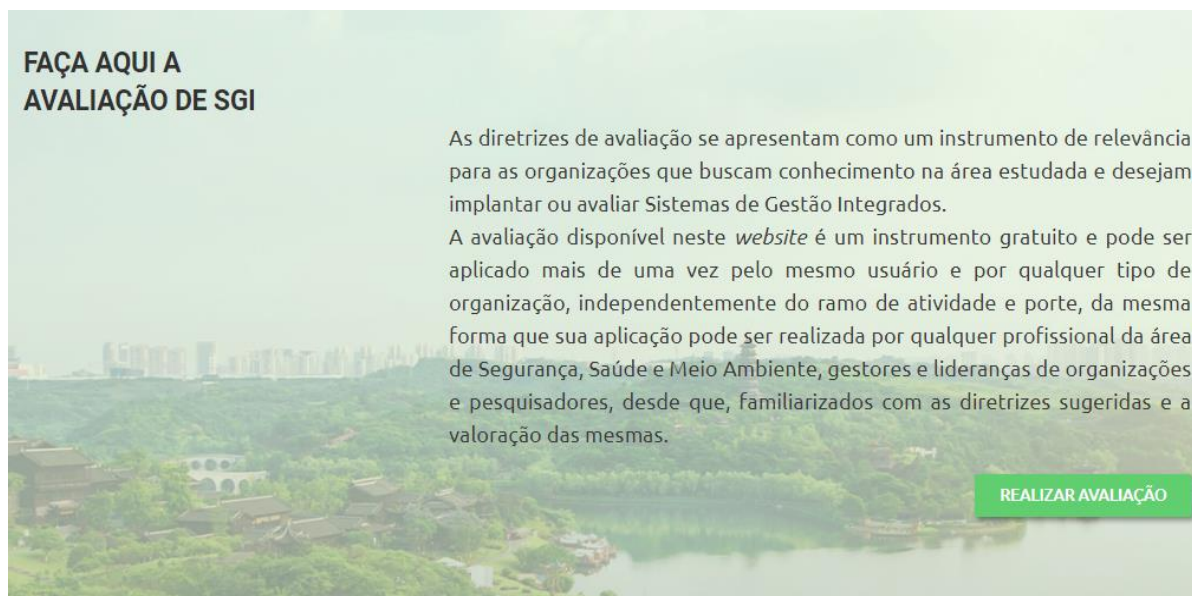 FAÇA AQUI A
AVALIAÇÃO DE SGI
As diretrizes de avaliação se apresentam como um instrumento de relevância
para as organizações que buscam conhecimento na área estudada e desejam
implantar ou avaliar Sistemas de Gestão Integrados.
A avaliação disponível neste website é um instrumento gratuito e pode ser
aplicado mais de uma vez pelo mesmo usuário e por qualquer tipo de
organização, independentemente do ramo de atividade e porte, da mesma
forma que sua aplicação pode ser realizada por qualquer profissional da área
de Segurança, Saúde e Meio Ambiente, gestores e lideranças de organizações
e pesquisadores, desde que, familiarizados com as diretrizes sugeridas e a
valoração das mesmas.
REALIZAR AVALIAÇÃO